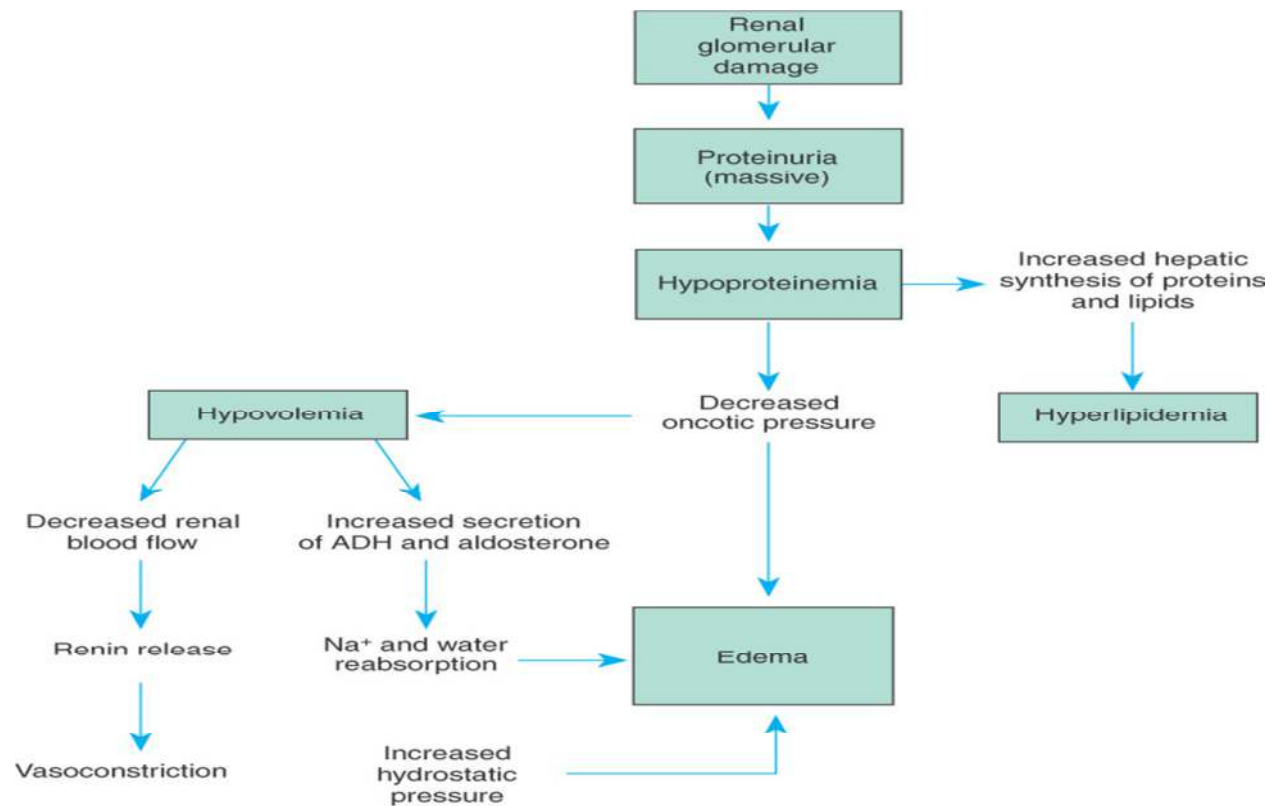 Renal
glomerular
damage
Proteinuria
(massive)
Hypoproteinemia
Increased hepatic
synthesis of proteins
and lipids
Hypovolemia
Decreased
oncotic pressure
Hyperlipidemia
Decreased renal
blood flow
Increased secretion
of ADH and aldosterone
Renin release
Na⁺ and water
reabsorption
Edema
Vasoconstriction
Increased
hydrostatic
pressure